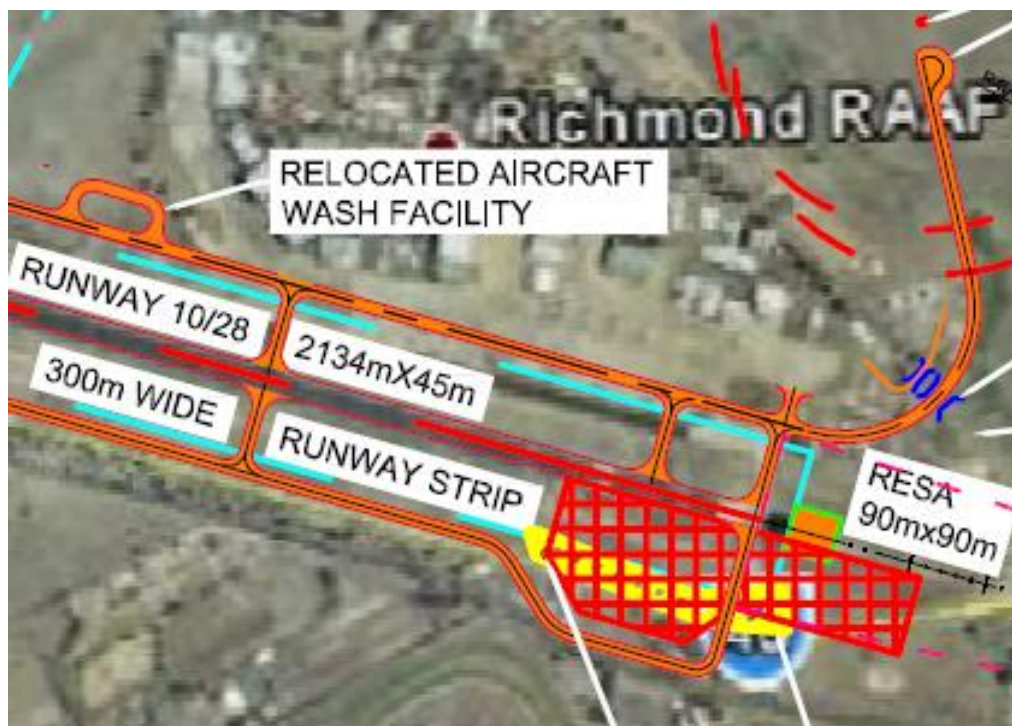 Richmond RAAF
RELOCATED AIRCRAFT
WASH FACILITY
RUNWAY 10/28
2134mX45m
300m WIDE
RUNWAY STRIP
RESA
90mx90m